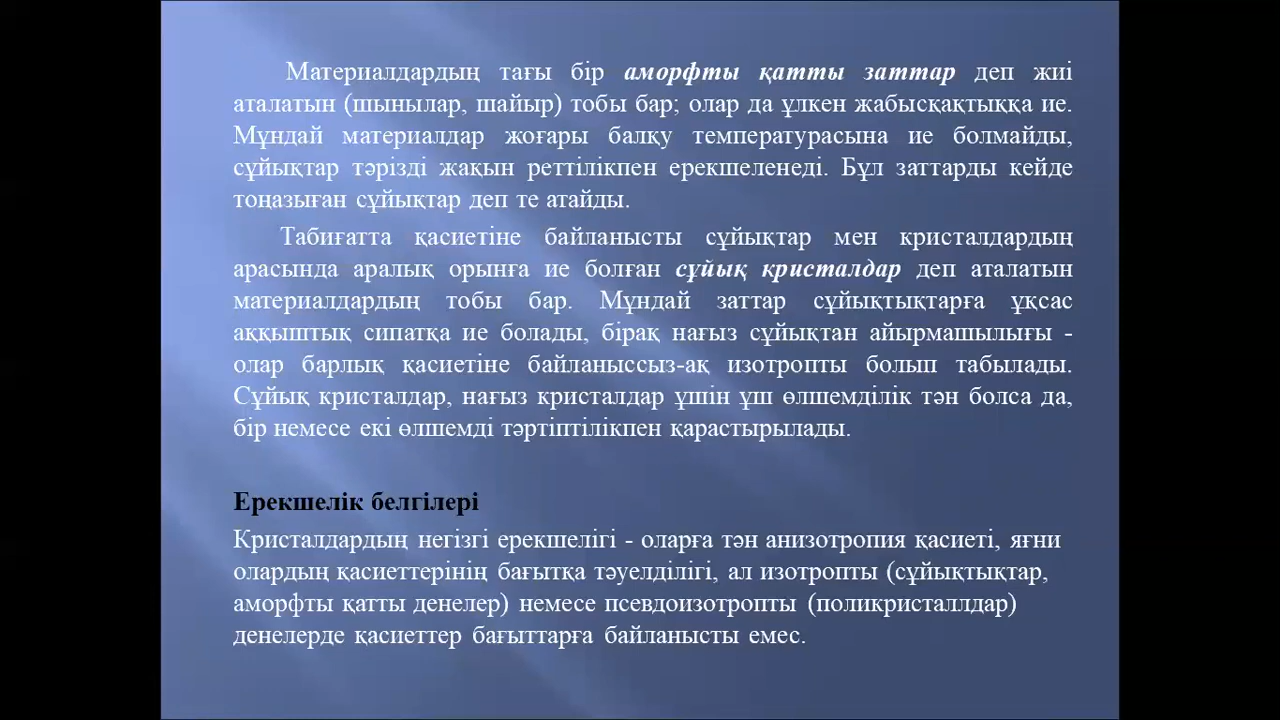 Материалдардың тағы бір аморфты қатты заттар деп жиі
аталатын (шынылар, шайыр) тобы бар; олар да ұлкен жабысқақтыққа ие.
Мұндай материалдар жоғары балқу температурасына ие болмайды,
сұйықтар тәрізді жақын реттілікпен ерекшеленеді. Бұл заттарды кейде
тоңазыған сұйықтар деп те атайды.
Табиғатта қасиетіне байланысты сұйықтар мен кристалдардың
арасында аралық орынға ие болған сұйық кристалдар деп аталатын
материалдардың тобы бар. Мұндай заттар сұйықтықтарға ұқсас
аққыштық сипатқа ие болады, бірақ нағыз сұйықтан айырмашылығы -
олар барлық қасиетіне байланыссыз-ақ изотропты болып табылады.
Сұйық кристалдар, нағыз кристалдар ұшін ұш өлшемділік тән болса да,
бір немесе екі өлшемді тәртіптілікпен қарастырылады.
Ерекшелік белгілері
Кристалдардың негізгі ерекшелігі - оларға тән анизотропия қасиеті, яғни
олардың қасиеттерінің бағытқа тәуелділігі, ал изотропты (сұйықтықтар,
аморфты қатты денелер) немесе псевдоизотропты (поликристаллдар)
денелерде қасиеттер бағыттарға байланысты емес.